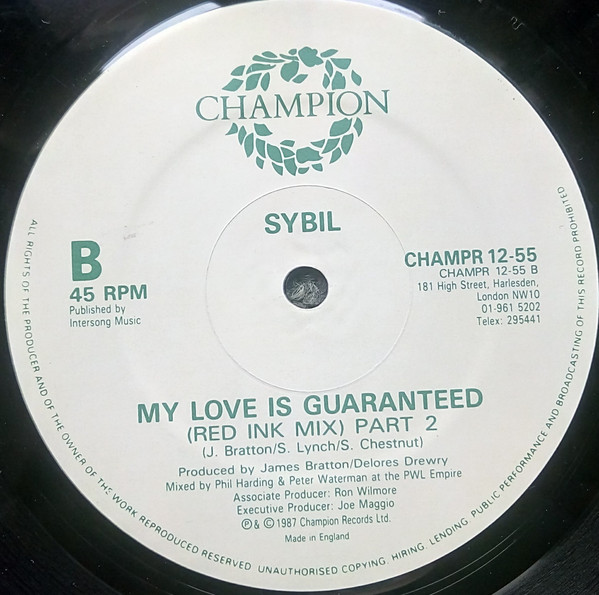 CHAMPION
SYBIL
B
45 RPM
Published by
Intersong Music
CHAMPR 12-55
CHAMPR 12-55 B
181 High Street, Harlesden,
London NW10
01-961 5202
Telex: 295441
MY LOVE IS GUARANTEED
(RED INK MIX) PART 2
(J. Bratton/S. Lynch/S. Chestnut)
Produced by James Bratton/Delores Drewry
Mixed by Phil Harding & Peter Waterman at the PWL Empire
Associate Producer: Ron Wilmore
Executive Producer: Joe Maggio
℗ & © 1987 Champion Records Ltd.
Made in England
ALL RIGHTS OF THE PRODUCER AND OF THE OWNER OF THE WORK REPRODUCED RESERVED UNAUTHORISED COPYING, HIRING, LENDING, PUBLIC PERFORMANCE AND BROADCASTING OF THIS RECORD PROHIBITED